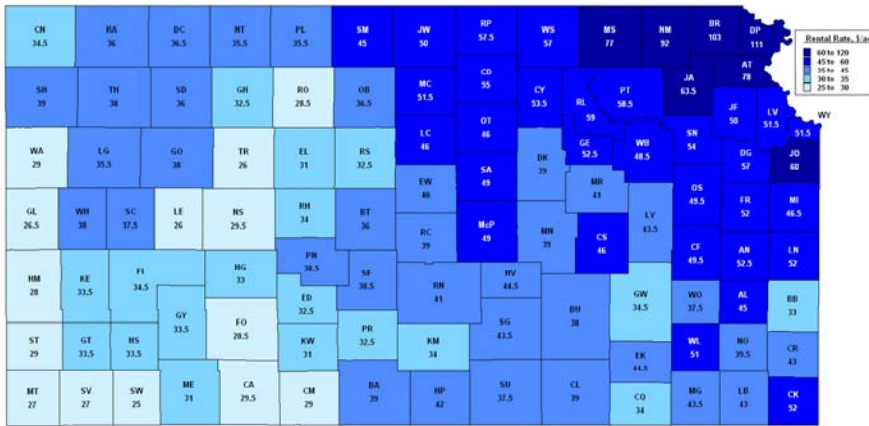 CN
34.5
RA
36
DC
36.5
NT
35.5
PL
35.5
SM
45
JW
50
RP
57.5
WS
57
MS
77
NM
92
BR
103
DP
111
Rental Rate, $/ac
60 to 120
45 to 60
35 to 45
30 to 35
25 to 30
SH
39
TH
38
SD
36
GH
32.5
RO
28.5
OB
36.5
MC
51.5
CD
55
CY
53.5
RL
59
PT
58.5
JA
63.5
AT
78
JF
50
LV
51.5
WY
51.5
WA
29
LG
35.5
GO
38
TR
26
EL
31
RS
32.5
LC
46
OT
46
DK
39
GE
52.5
WB
48.5
SN
54
DG
57
JO
60
GL
26.5
WH
38
SC
37.5
LE
26
NS
29.5
RH
34
BT
36
EW
40
SA
49
MR
41
OS
49.5
FR
52
MI
46.5
RC
39
McP
49
MN
39
CS
46
LY
43.5
CF
49.5
AN
52.5
LN
52
HM
28
KE
33.5
FI
34.5
HG
33
PN
38.5
SF
38.5
RN
41
HV
44.5
GW
34.5
WO
37.5
AL
45
BB
33
ST
29
GT
33.5
HS
33.5
GY
33.5
FO
28.5
ED
32.5
KW
31
PR
32.5
KM
34
SG
43.5
BU
38
EK
44.5
WL
51
NO
39.5
CR
43
MT
27
SV
27
SW
25
ME
31
CA
29.5
CM
29
BA
39
HP
42
SU
37.5
CL
39
CQ
34
MG
43.5
LB
43
CK
52